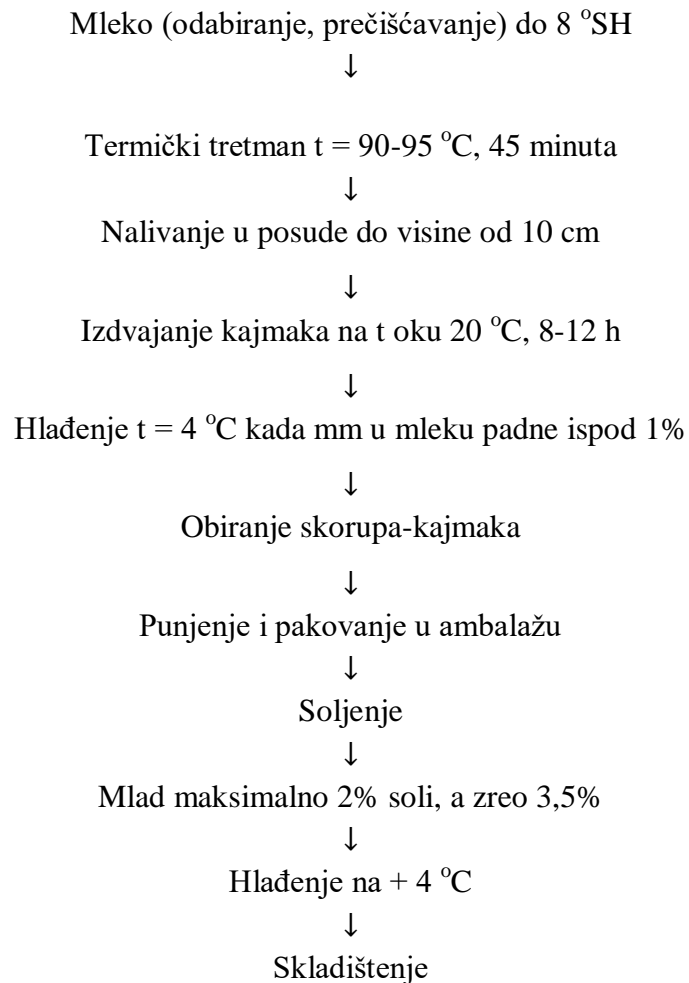 Mleko (odabiranje, prečišćavanje) do 8 °SH
↓
Termički tretman t = 90-95 °C, 45 minuta
↓
Nalivanje u posude do visine od 10 cm
↓
Izdvajanje kajmaka na t oku 20 °C, 8-12 h
↓
Hlađenje t = 4 °C kada mm u mleku padne ispod 1%
↓
Obiranje skorupa-kajmaka
↓
Punjenje i pakovanje u ambalažu
↓
Soljenje
↓
Mlad maksimalno 2% soli, a zreo 3,5%
↓
Hlađenje na + 4 °C
↓
Skladištenje